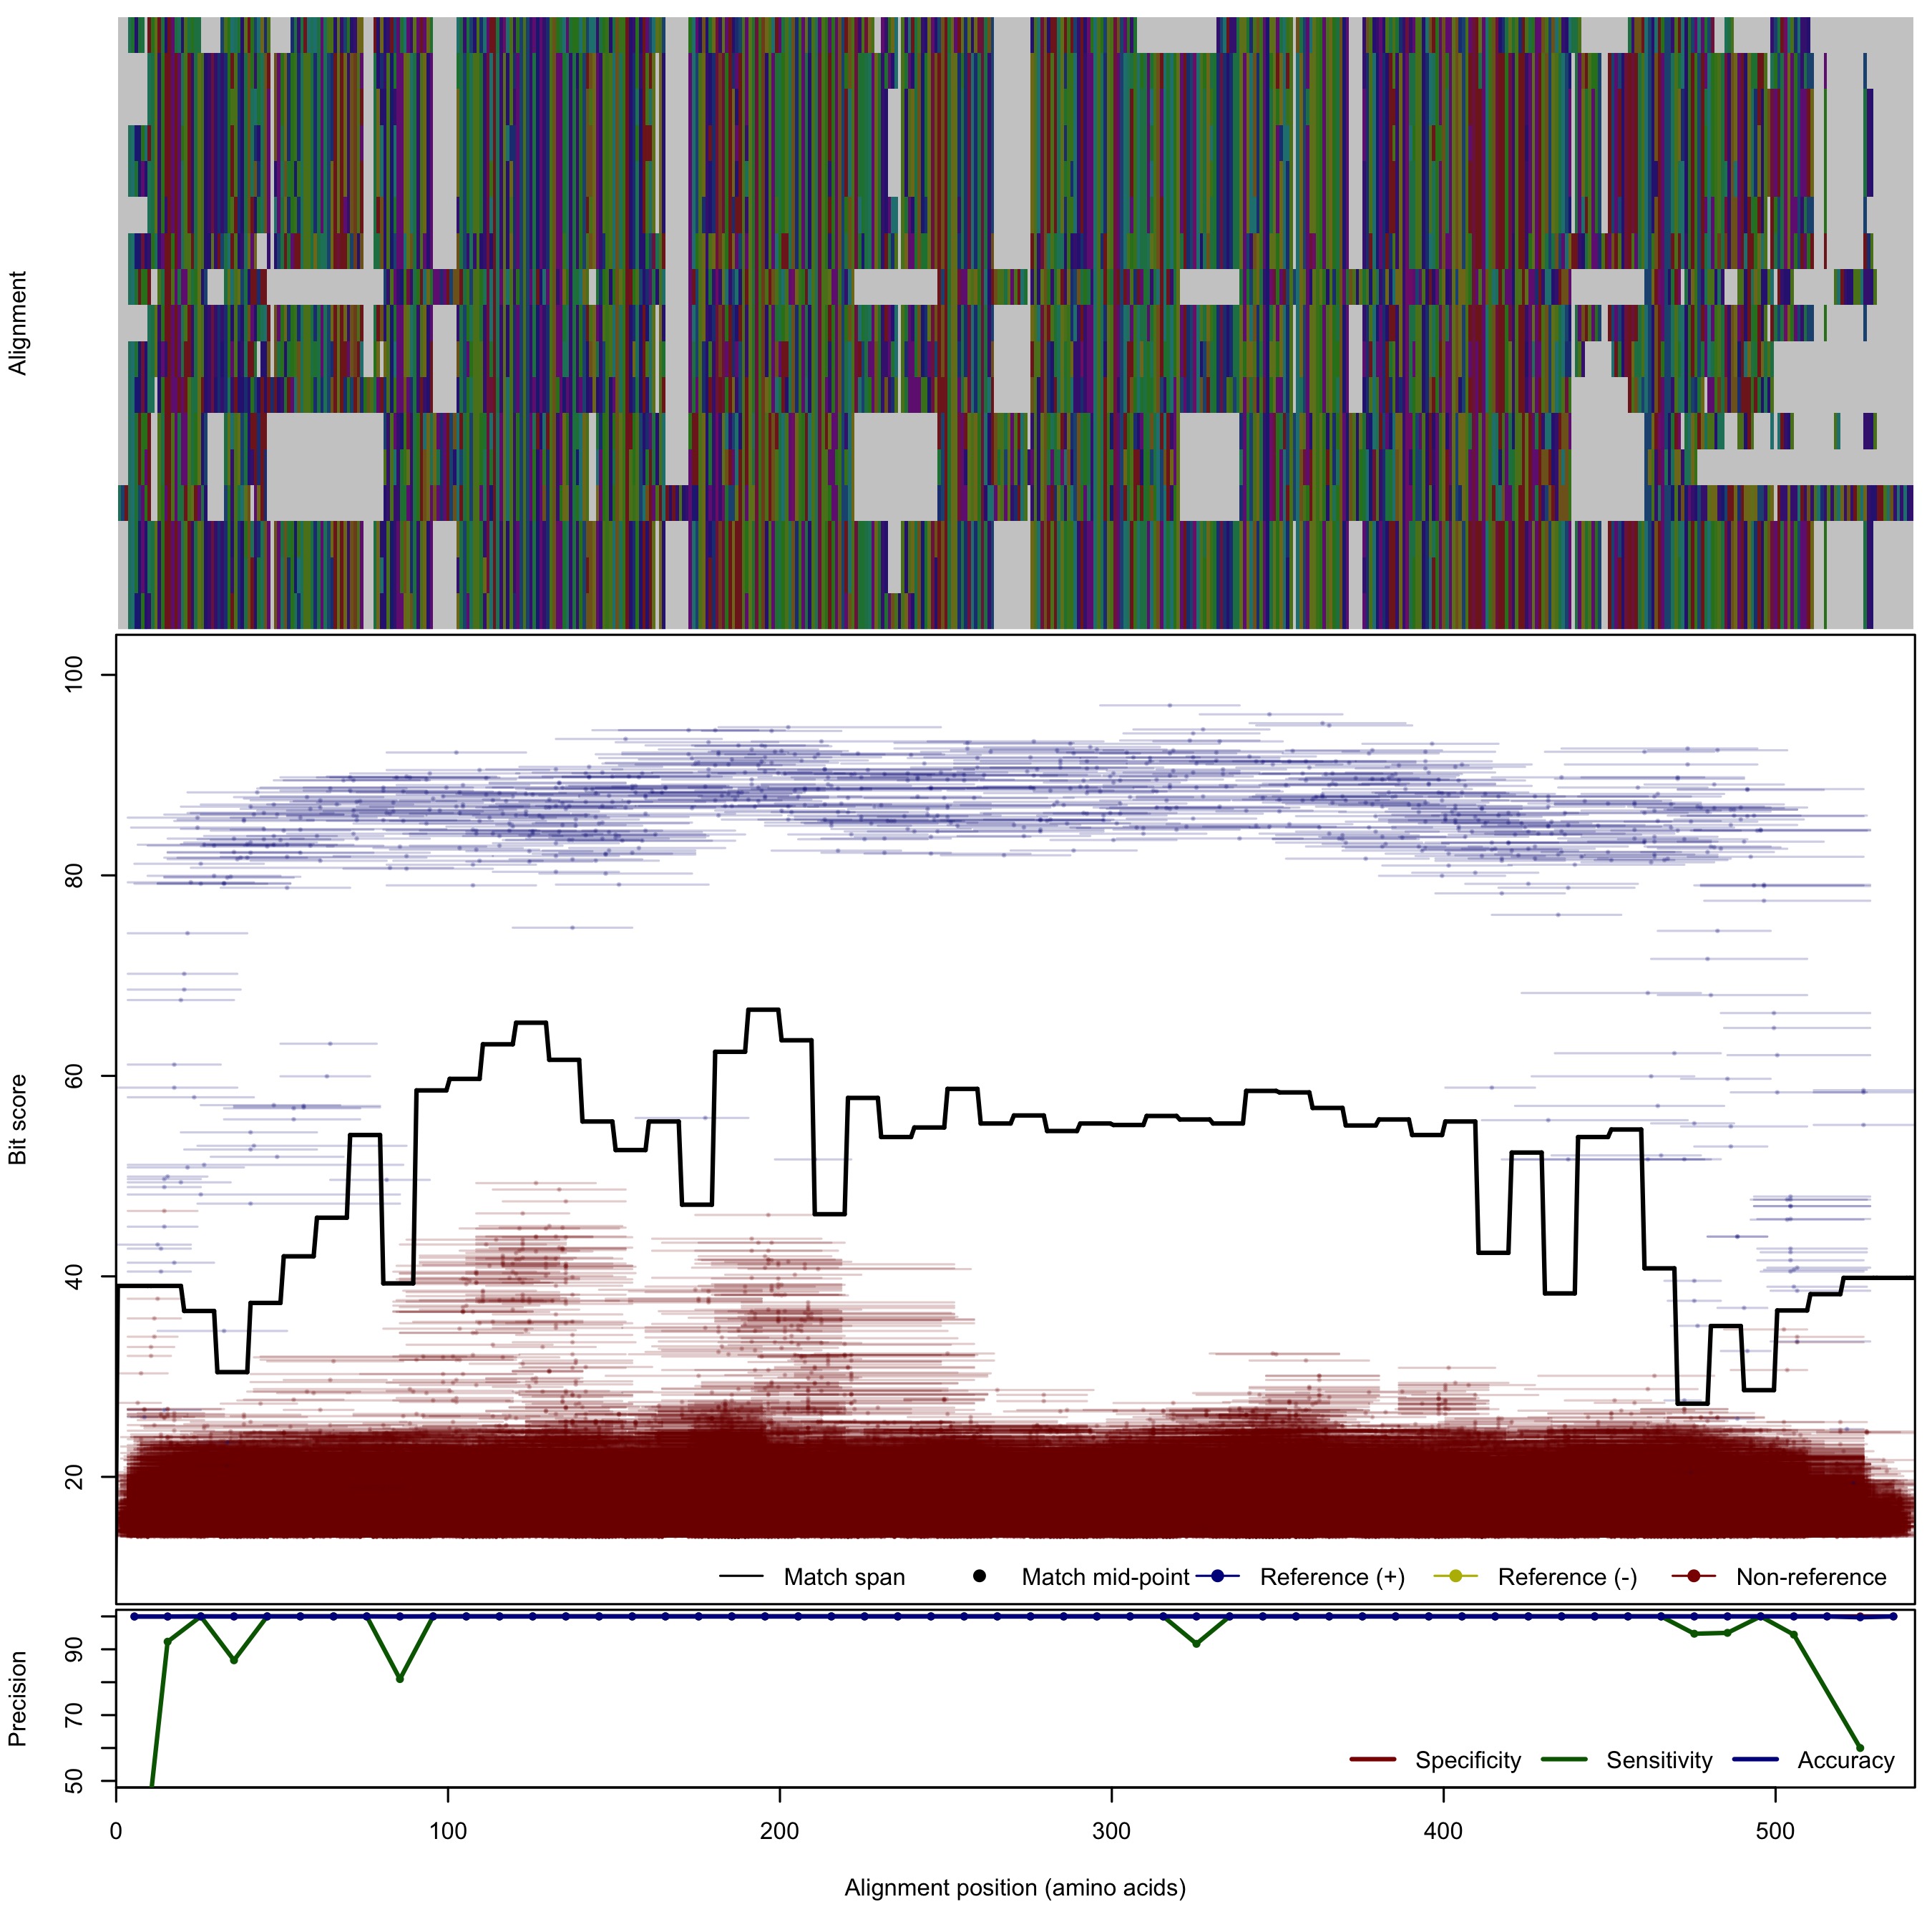 Alignment
100
80
60
40
20
Bit score
Match span Match mid-point Reference (+) Reference (-) Non-reference
90
70
50
Precision
Specificity Sensitivity Accuracy
0 100 200 300 400 500
Alignment position (amino acids)